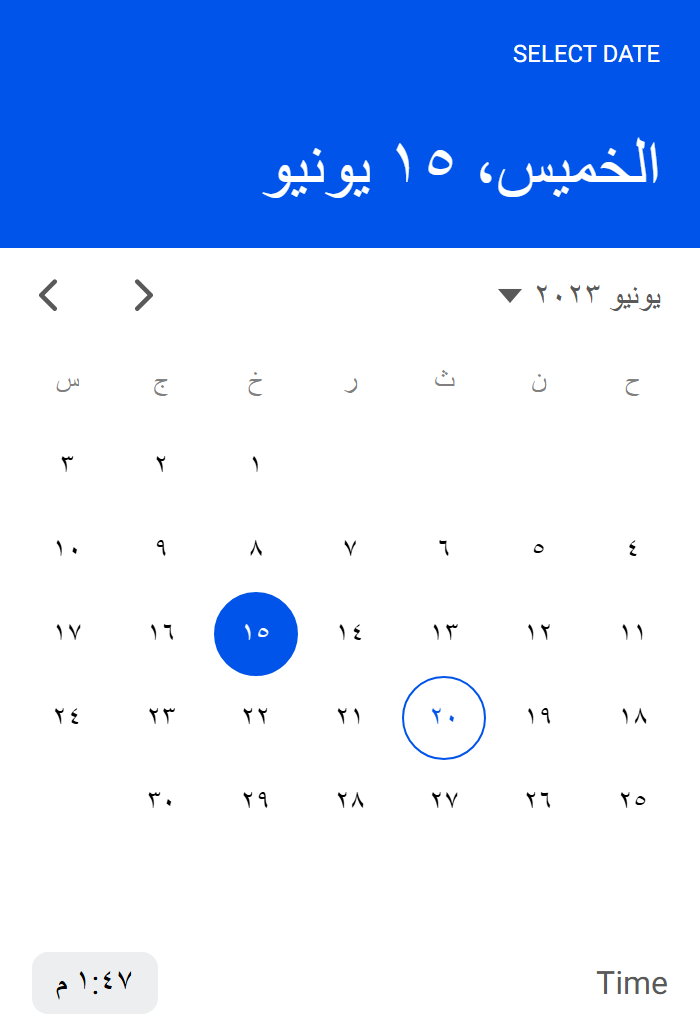 SELECT DATE
الخميس، ١٥ يونيو
يونيو ٢٠٢٣
ح ن ث ر خ ج س
١ ٢ ٣
٤ ٥ ٦ ٧ ٨ ٩ ١٠
١١ ١٢ ١٣ ١٤ ١٥ ١٦ ١٧
١٨ ١٩ ٢٠ ٢١ ٢٢ ٢٣ ٢٤
٢٥ ٢٦ ٢٧ ٢٨ ٢٩ ٣٠
Time ١:٤٧ م